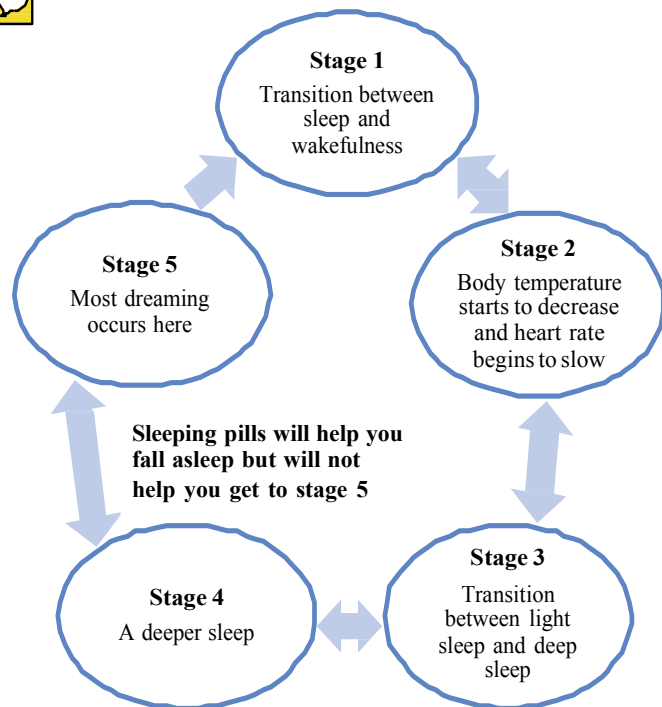 Stage 1
Transition between
sleep and
wakefulness
Stage 2
Body temperature
starts to decrease
and heart rate
begins to slow
Stage 3
Transition
between light
sleep and deep
sleep
Stage 4
A deeper sleep
Stage 5
Most dreaming
occurs here
Sleeping pills will help you
fall asleep but will not
help you get to stage 5